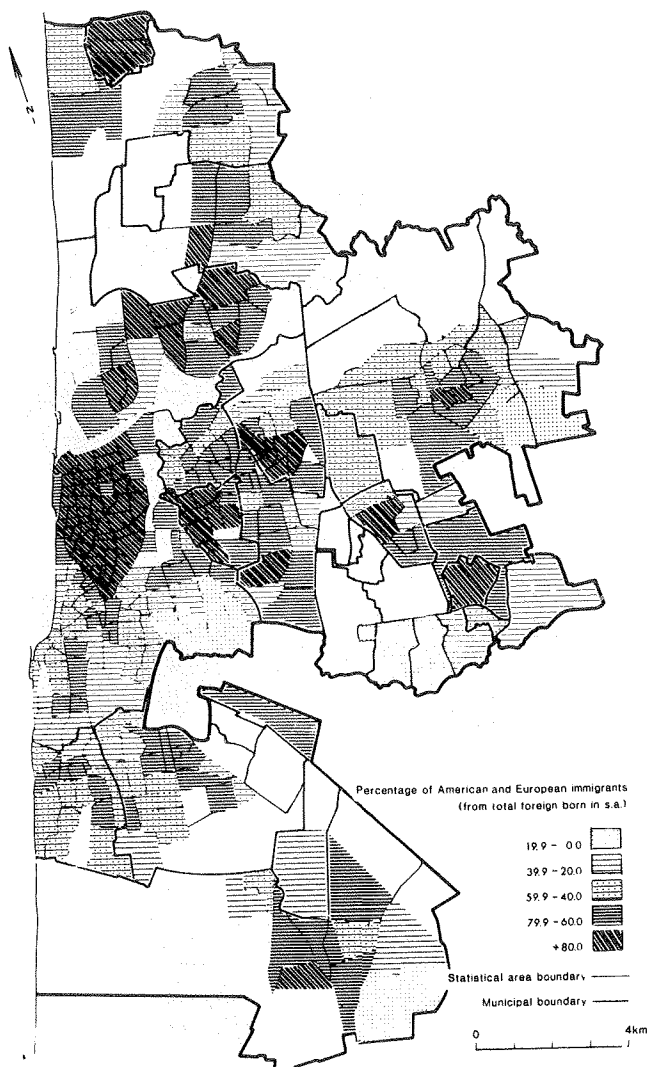 N
Percentage of American and European immigrants
(from total foreign born in s.a.)
19.9 - 0.0
39.9 - 20.0
59.9 - 40.0
79.9 - 60.0
+80.0
Statistical area boundary
Municipal boundary
0 4km